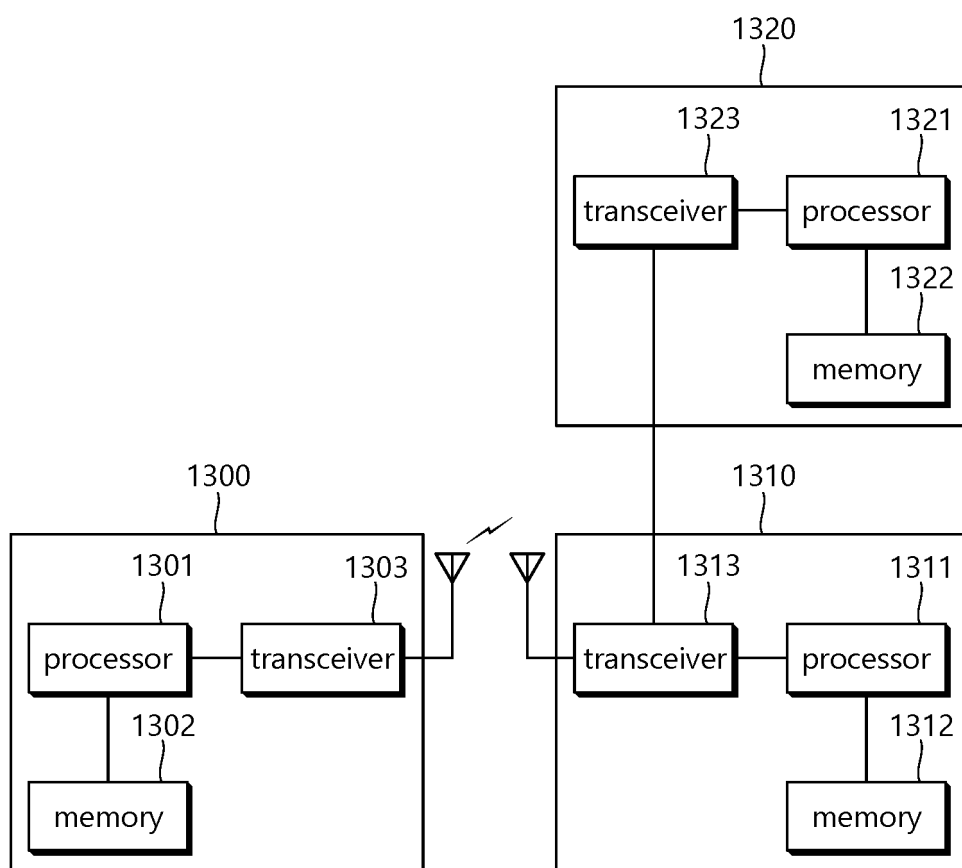 1320
1323
1321
transceiver
processor
1322
memory
1300
1310
1301
1303
1313
1311
processor
transceiver
transceiver
processor
1302
1312
memory
memory